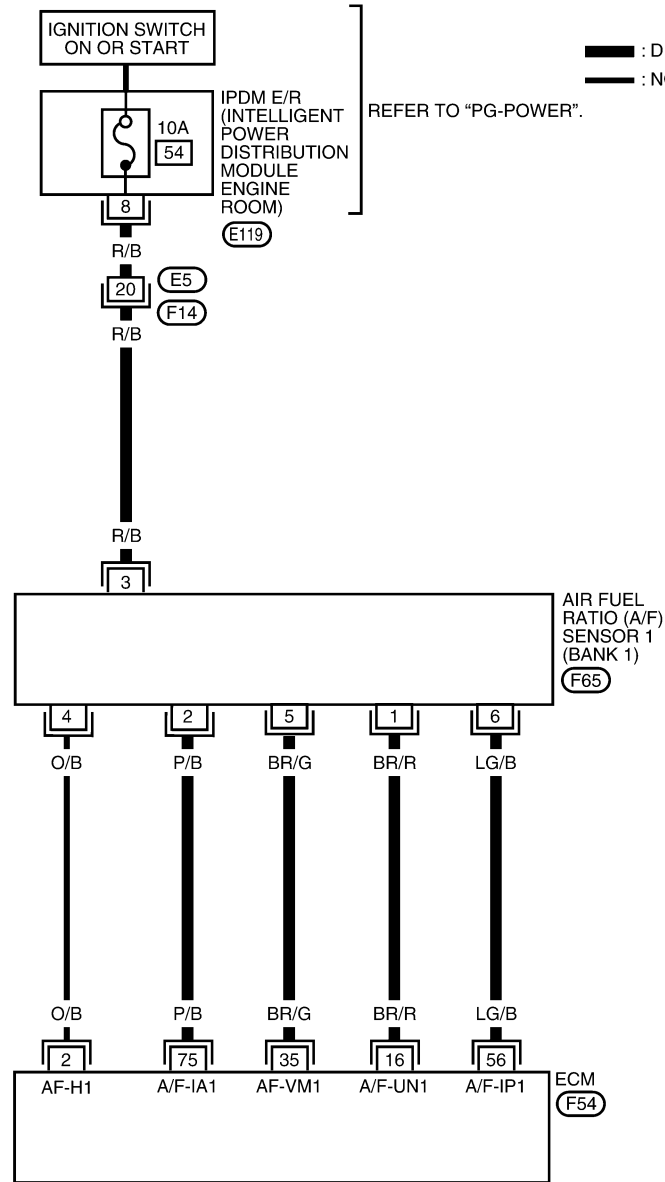 IGNITION SWITCH
ON OR START
: D
: N
IPDM E/R
(INTELLIGENT
POWER
DISTRIBUTION
MODULE
ENGINE
ROOM)
E119
REFER TO “PG-POWER”.
10A
54
8
R/B
20
E5
F14
R/B
R/B
3
AIR FUEL
RATIO (A/F)
SENSOR 1
(BANK 1)
F65
4 2 5 1 6
O/B P/B BR/G BR/R LG/B
O/B P/B BR/G BR/R LG/B
2 75 35 16 56
AF-H1 A/F-IA1 AF-VM1 A/F-UN1 A/F-IP1
ECM
F54